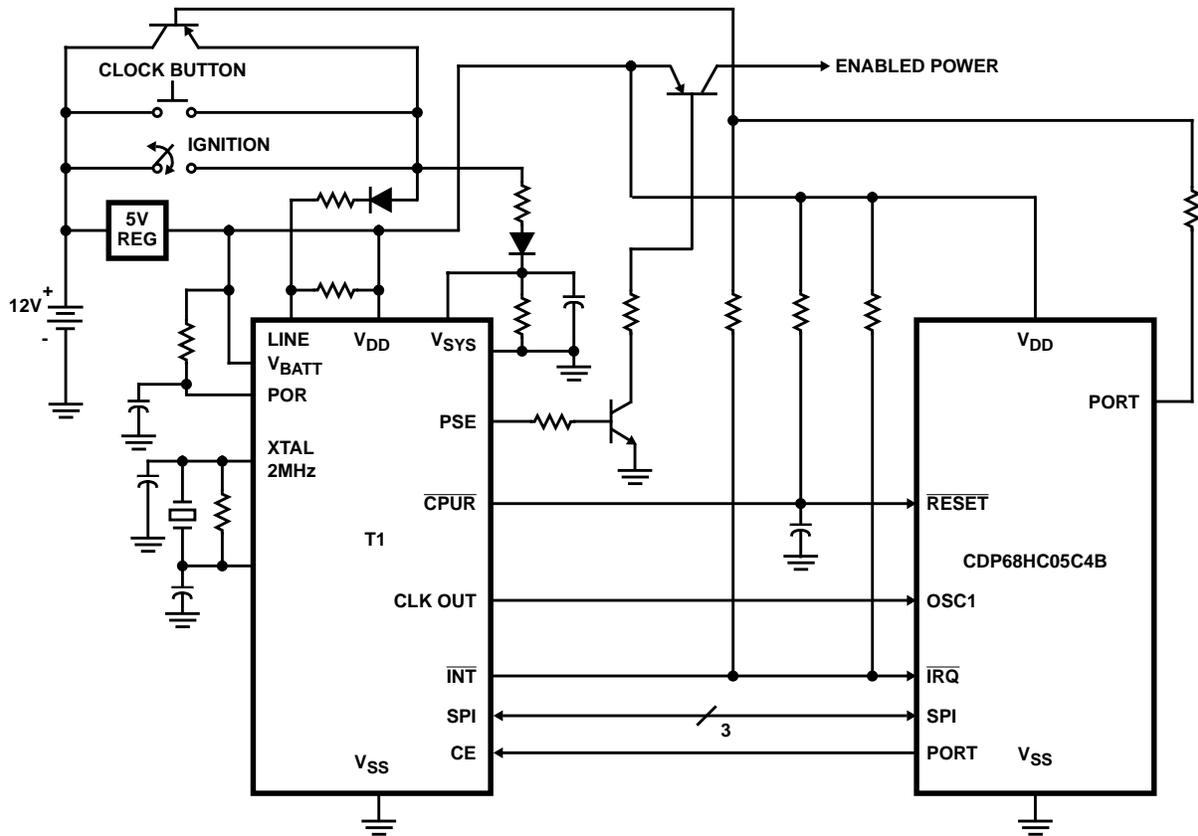 CLOCK BUTTON
IGNITION
ENABLED POWER
5V
REG
12V
+
-
LINE
VDD
VSYS
VBATT
POR
PSE
XTAL
2MHz
CPUR
T1
CLK OUT
INT
SPI
CE
VSS
3
VDD
PORT
RESET
CDP68HC05C4B
OSC1
IRQ
SPI
PORT
VSS